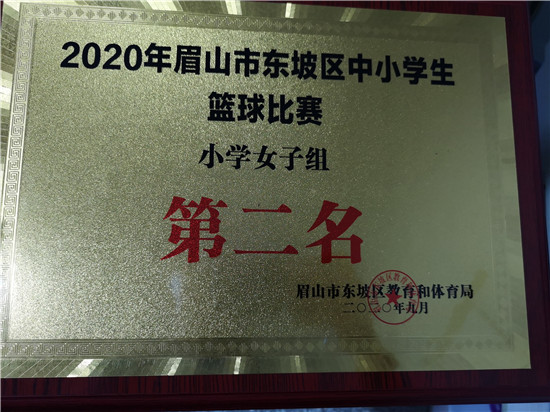 2020年眉山市东坡区中小学生
篮球比赛
小学女子组
第二名
眉山市东坡区教育和体育局
二〇二〇年九月